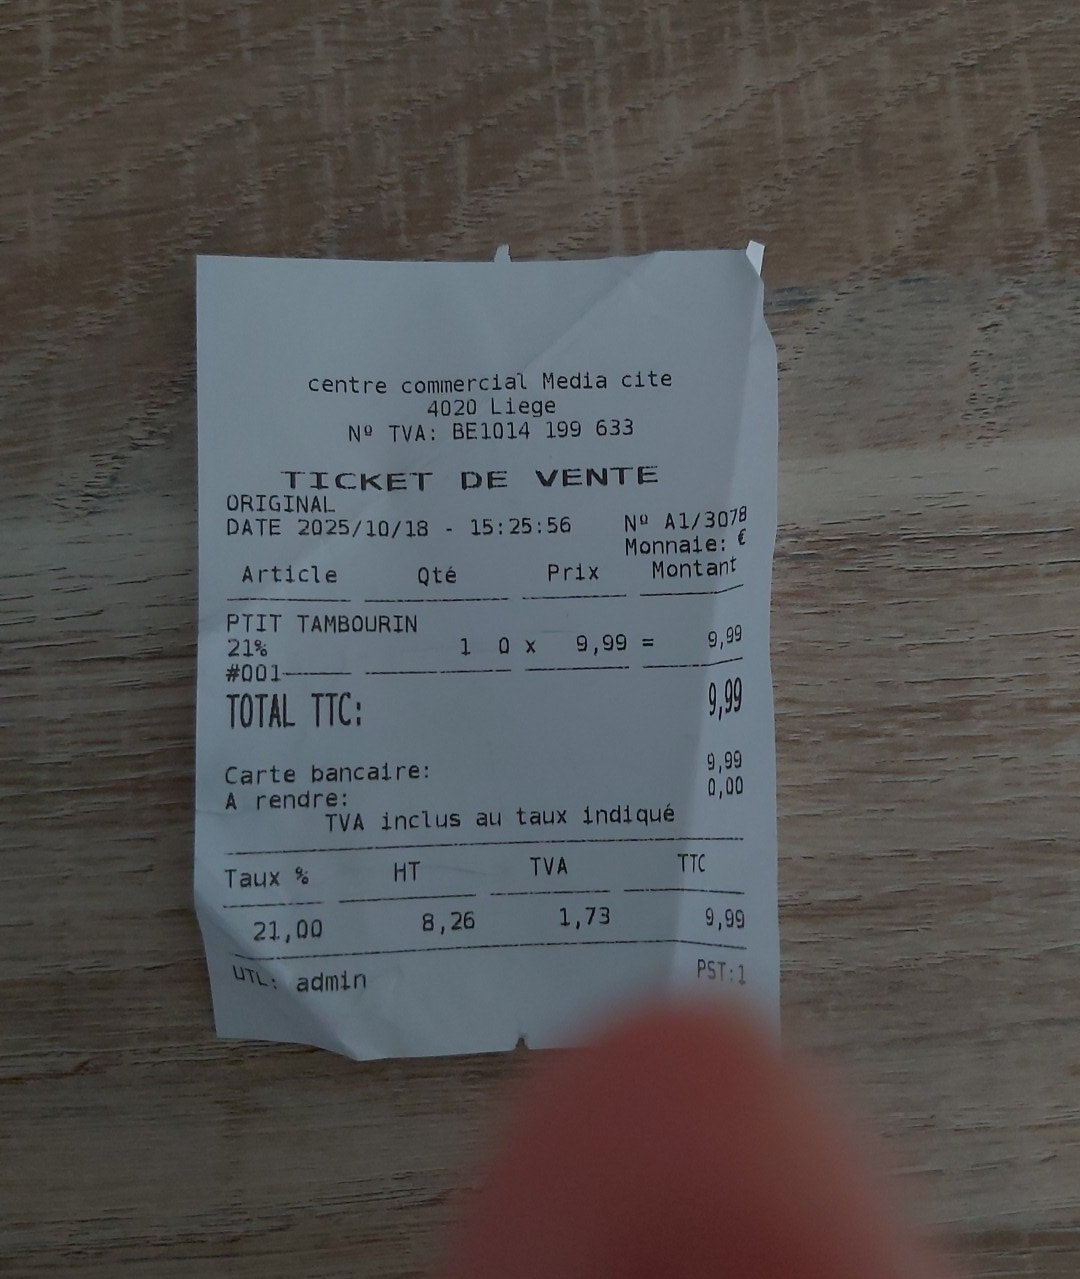 centre commercial Media cite
4020 Liege
Nº TVA: BE1014 199 633
TICKET DE VENTE
ORIGINAL
DATE 2025/10/18 - 15:25:56 Nº A1/3078
Monnaie: €
Article Qté Prix Montant
PTIT TAMBOURIN
21% 1 0 x 9,99 = 9,99
#001
TOTAL TTC: 9,99
Carte bancaire: 9,99
A rendre: 0,00
TVA inclus au taux indiqué
Taux % HT TVA TTC
21,00 8,26 1,73 9,99
UTL: admin PST:1